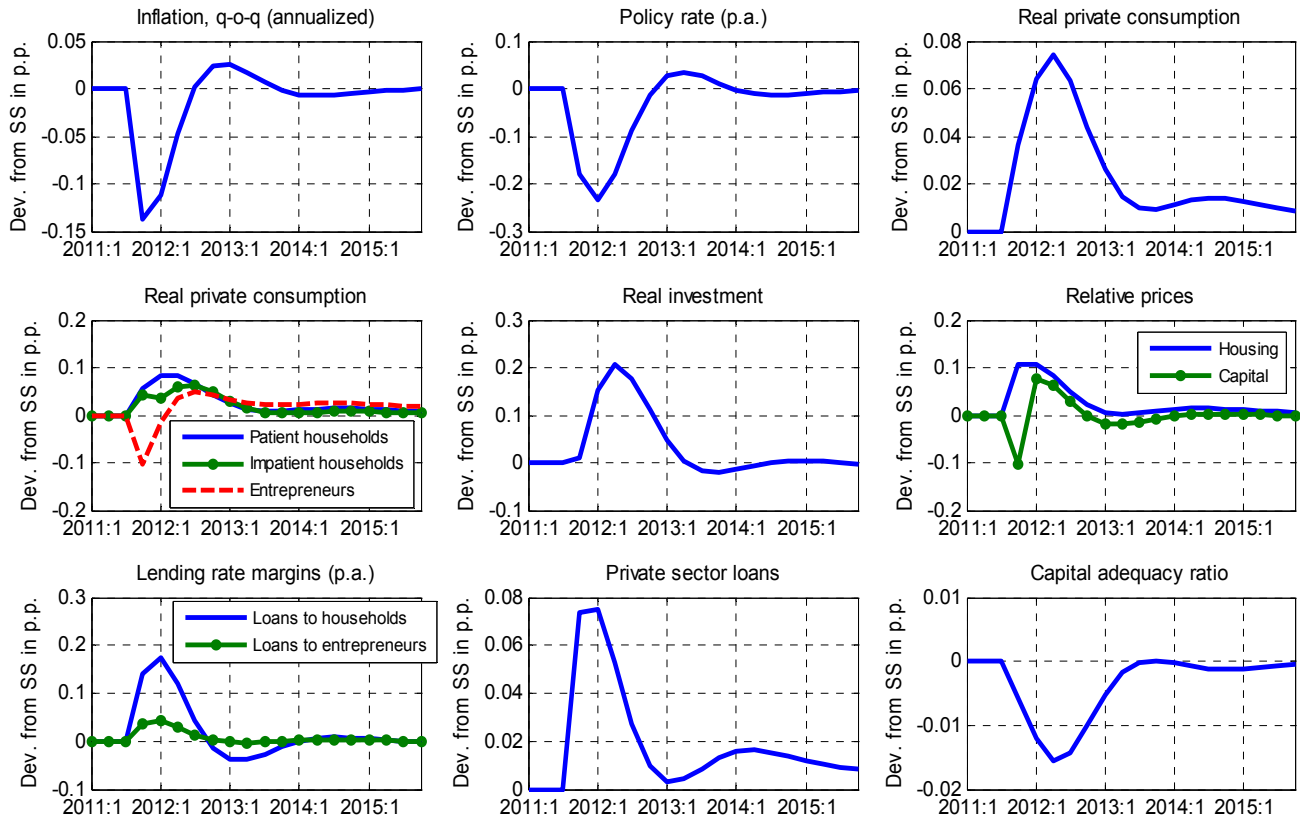 Inflation, q-o-q (annualized)
Dev. from SS in p.p.
0.05
0
-0.05
-0.1
-0.15
2011:1 2012:1 2013:1 2014:1 2015:1
Policy rate (p.a.)
Dev. from SS in p.p.
0.1
0
-0.1
-0.2
-0.3
2011:1 2012:1 2013:1 2014:1 2015:1
Real private consumption
Dev. from SS in p.p.
0.08
0.06
0.04
0.02
0
2011:1 2012:1 2013:1 2014:1 2015:1
Real private consumption
Dev. from SS in p.p.
0.2
0.1
0
-0.1
-0.2
Patient households
Impatient households
Entrepreneurs
2011:1 2012:1 2013:1 2014:1 2015:1
Real investment
Dev. from SS in p.p.
0.3
0.2
0.1
0
-0.1
2011:1 2012:1 2013:1 2014:1 2015:1
Relative prices
Dev. from SS in p.p.
0.2
0.1
0
-0.1
-0.2
Housing
Capital
2011:1 2012:1 2013:1 2014:1 2015:1
Lending rate margins (p.a.)
Dev. from SS in p.p.
0.3
0.2
0.1
0
-0.1
Loans to households
Loans to entrepreneurs
2011:1 2012:1 2013:1 2014:1 2015:1
Private sector loans
Dev. from SS in p.p.
0.08
0.06
0.04
0.02
0
2011:1 2012:1 2013:1 2014:1 2015:1
Capital adequacy ratio
Dev. from SS in p.p.
0.01
0
-0.01
-0.02
2011:1 2012:1 2013:1 2014:1 2015:1